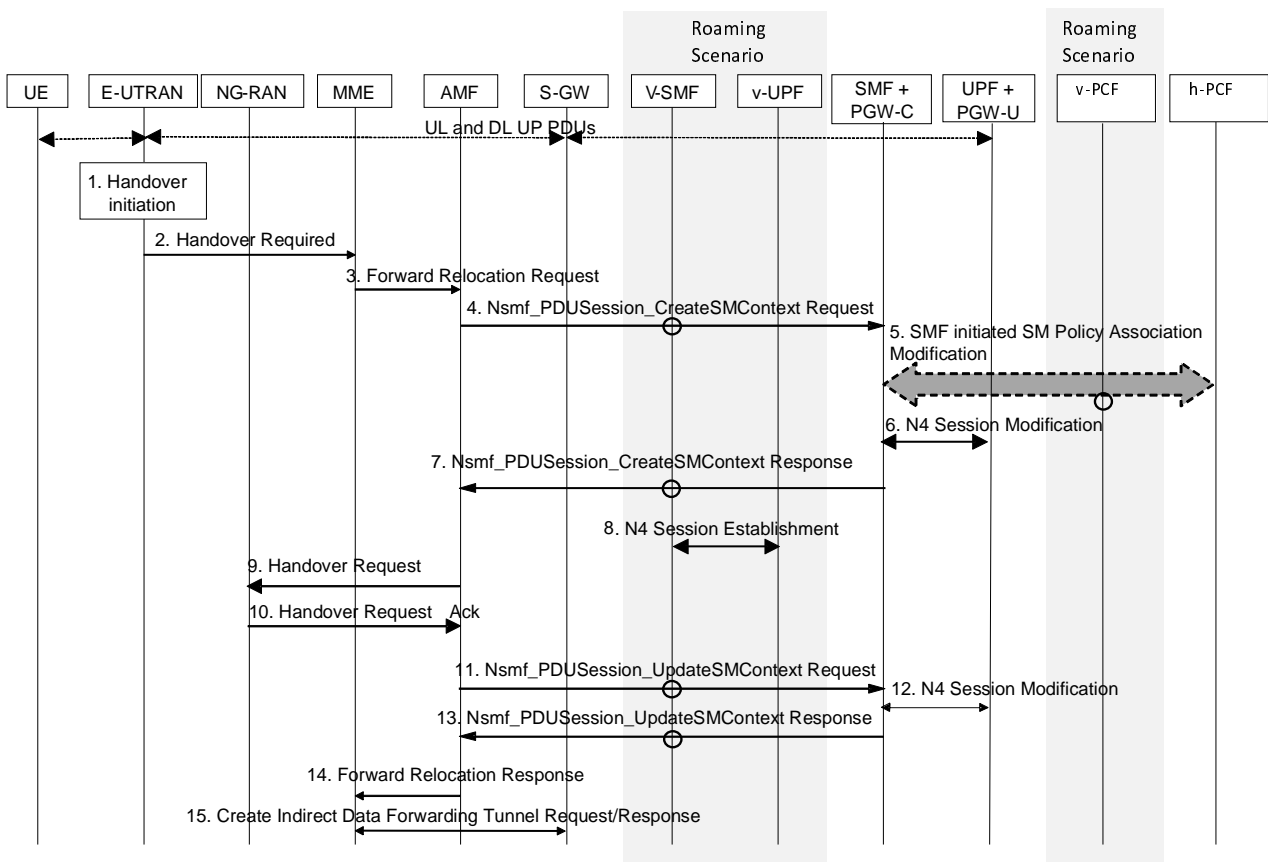 Roaming
Scenario
Roaming
Scenario
UE
E-UTRAN
NG-RAN
MME
AMF
S-GW
V-SMF
v-UPF
SMF +
PGW-C
UPF +
PGW-U
v-PCF
h-PCF
UL and DL UP PDUs
1. Handover
initiation
2. Handover Required
3. Forward Relocation Request
4. Nsmf_PDUSession_CreateSMContext Request
5. SMF initiated SM Policy Association
Modification
6. N4 Session Modification
7. Nsmf_PDUSession_CreateSMContext Response
8. N4 Session Establishment
9. Handover Request
10. Handover Request Ack
11. Nsmf_PDUSession_UpdateSMContext Request
12. N4 Session Modification
13. Nsmf_PDUSession_UpdateSMContext Response
14. Forward Relocation Response
15. Create Indirect Data Forwarding Tunnel Request/Response